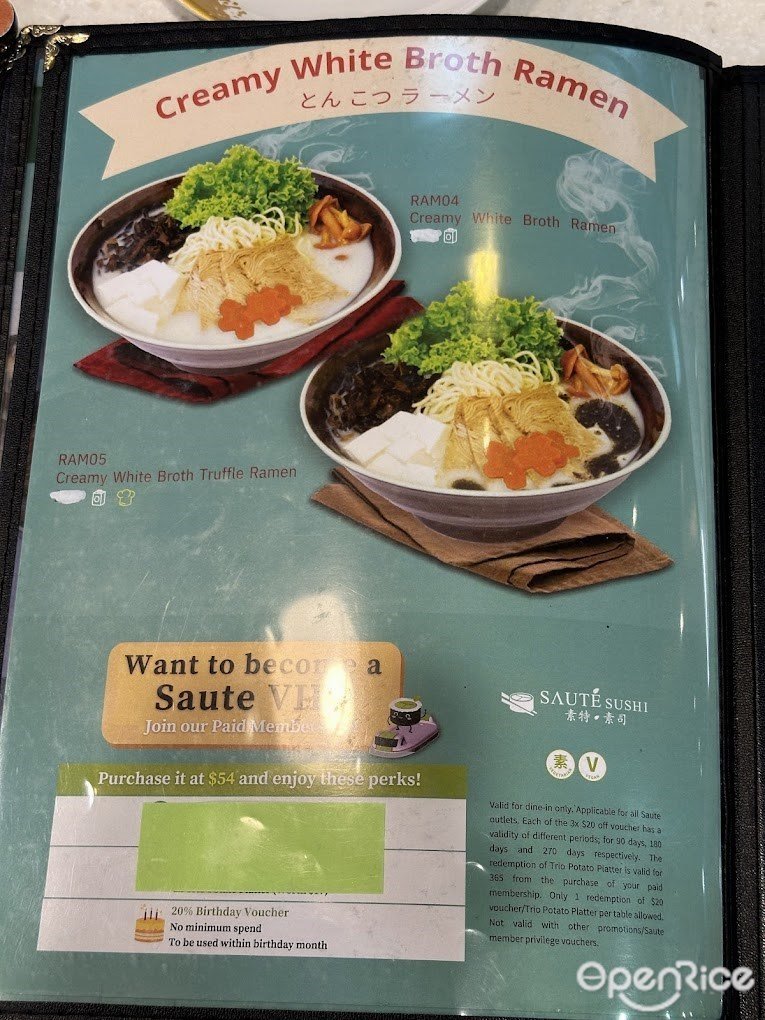 Creamy White Broth Ramen
とんこつ ラーメン
RAM04
Creamy White Broth Ramen
RAM05
Creamy White Broth Truffle Ramen
Want to become a
Saute
Join our Paid
Purchase it at $54 and enjoy these perks!
20% Birthday Voucher
No minimum spend
To be used within birthday month
SAUTÉ SUSHI
素特・素司
素
VEGETARIAN
V
VEGAN
Valid for dine-in only. Applicable for all Saute
outlets. Each of the 3x $20 off voucher has a
validity of different periods; for 90 days, 180
days and 270 days respectively. The
redemption of Trio Potato Platter is valid for
365 from the purchase of your paid
membership. Only 1 redemption of $20
voucher/Trio Potato Platter per table allowed.
Not valid with other promotions/Saute
member privilege vouchers.
OpenRice